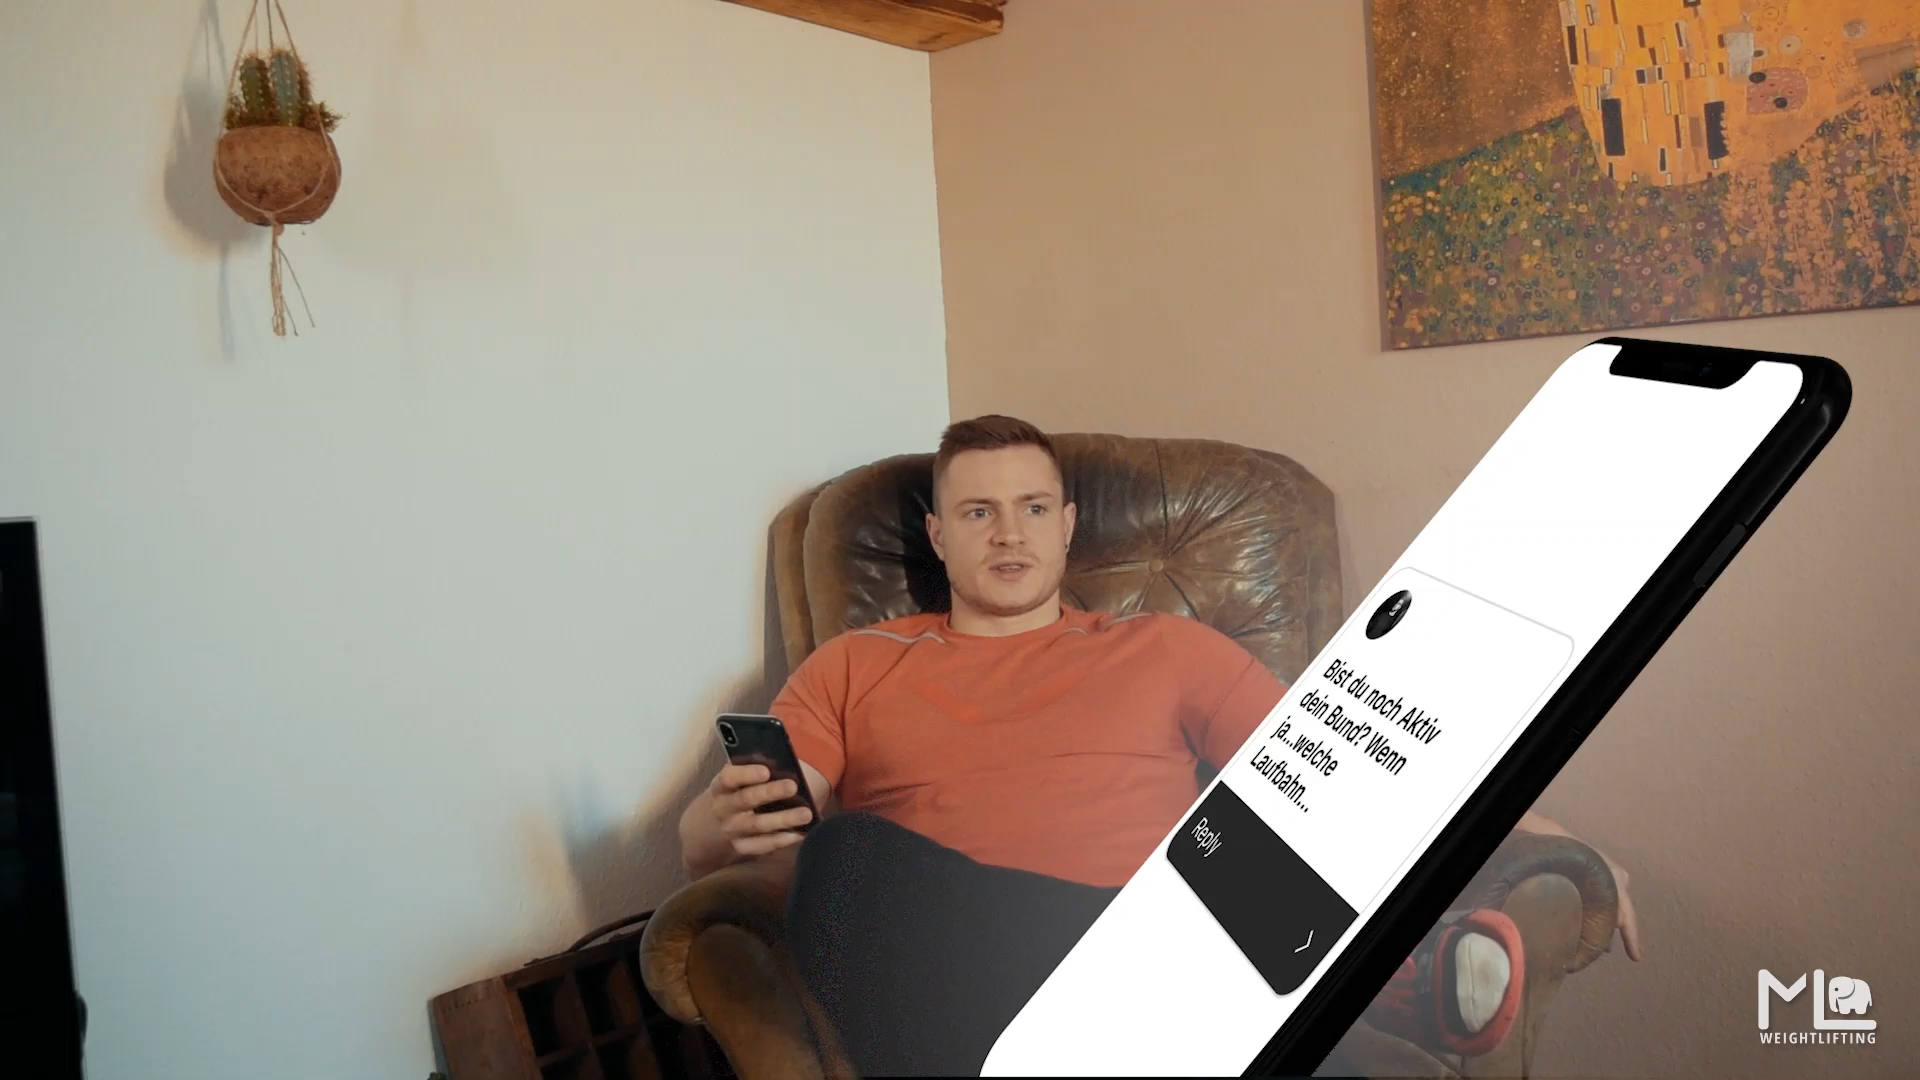 Bist du noch Aktiv
dein Bund? Wenn
ja...welche
Laufbahn...
Reply
ML
WEIGHTLIFTING